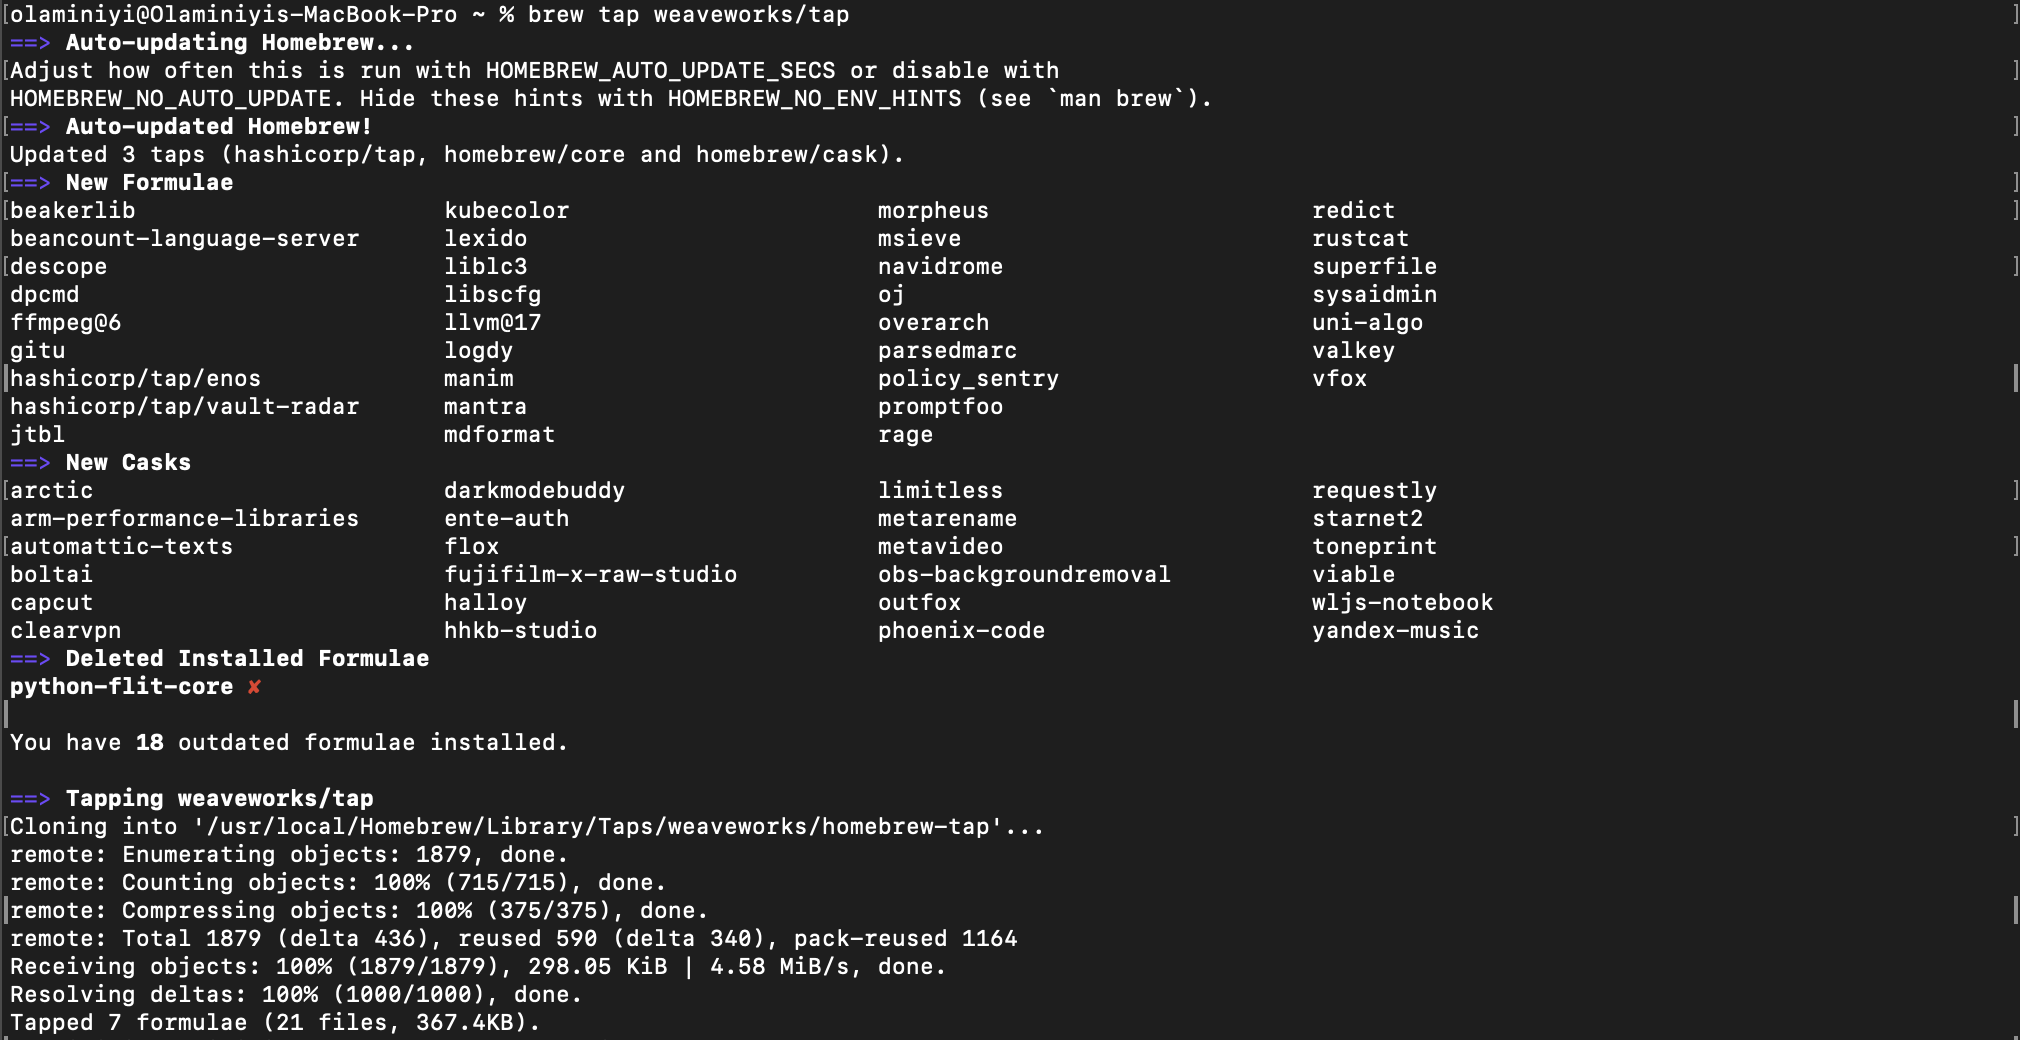 [olaminiyi@Olaminiyis-MacBook-Pro ~ % brew tap weaveworks/tap ]
==> Auto-updating Homebrew...
[Adjust how often this is run with HOMEBREW_AUTO_UPDATE_SECS or disable with ]
HOMEBREW_NO_AUTO_UPDATE. Hide these hints with HOMEBREW_NO_ENV_HINTS (see `man brew`).
[==> Auto-updated Homebrew! ]
Updated 3 taps (hashicorp/tap, homebrew/core and homebrew/cask).
[==> New Formulae ]
[beakerlib kubecolor morpheus redict ]
beancount-language-server lexido msieve rustcat
[descope liblc3 navidrome superfile ]
dpcmd libscfg oj sysaidmin
ffmpeg@6 llvm@17 overarch uni-algo
gitu logdy parsedmarc valkey
hashicorp/tap/enos manim policy_sentry vfox
hashicorp/tap/vault-radar mantra promptfoo
jtbl mdformat rage
==> New Casks
[arctic darkmodebuddy limitless requestly ]
arm-performance-libraries ente-auth metarename starnet2
[automattic-texts flox metavideo toneprint ]
boltai fujifilm-x-raw-studio obs-backgroundremoval viable
capcut halloy outfox wljs-notebook
clearvpn hhkb-studio phoenix-code yandex-music
==> Deleted Installed Formulae
python-flit-core ✘
You have 18 outdated formulae installed.
==> Tapping weaveworks/tap
[Cloning into '/usr/local/Homebrew/Library/Taps/weaveworks/homebrew-tap'... ]
remote: Enumerating objects: 1879, done.
remote: Counting objects: 100% (715/715), done.
remote: Compressing objects: 100% (375/375), done.
remote: Total 1879 (delta 436), reused 590 (delta 340), pack-reused 1164
Receiving objects: 100% (1879/1879), 298.05 KiB | 4.58 MiB/s, done.
Resolving deltas: 100% (1000/1000), done.
Tapped 7 formulae (21 files, 367.4KB).